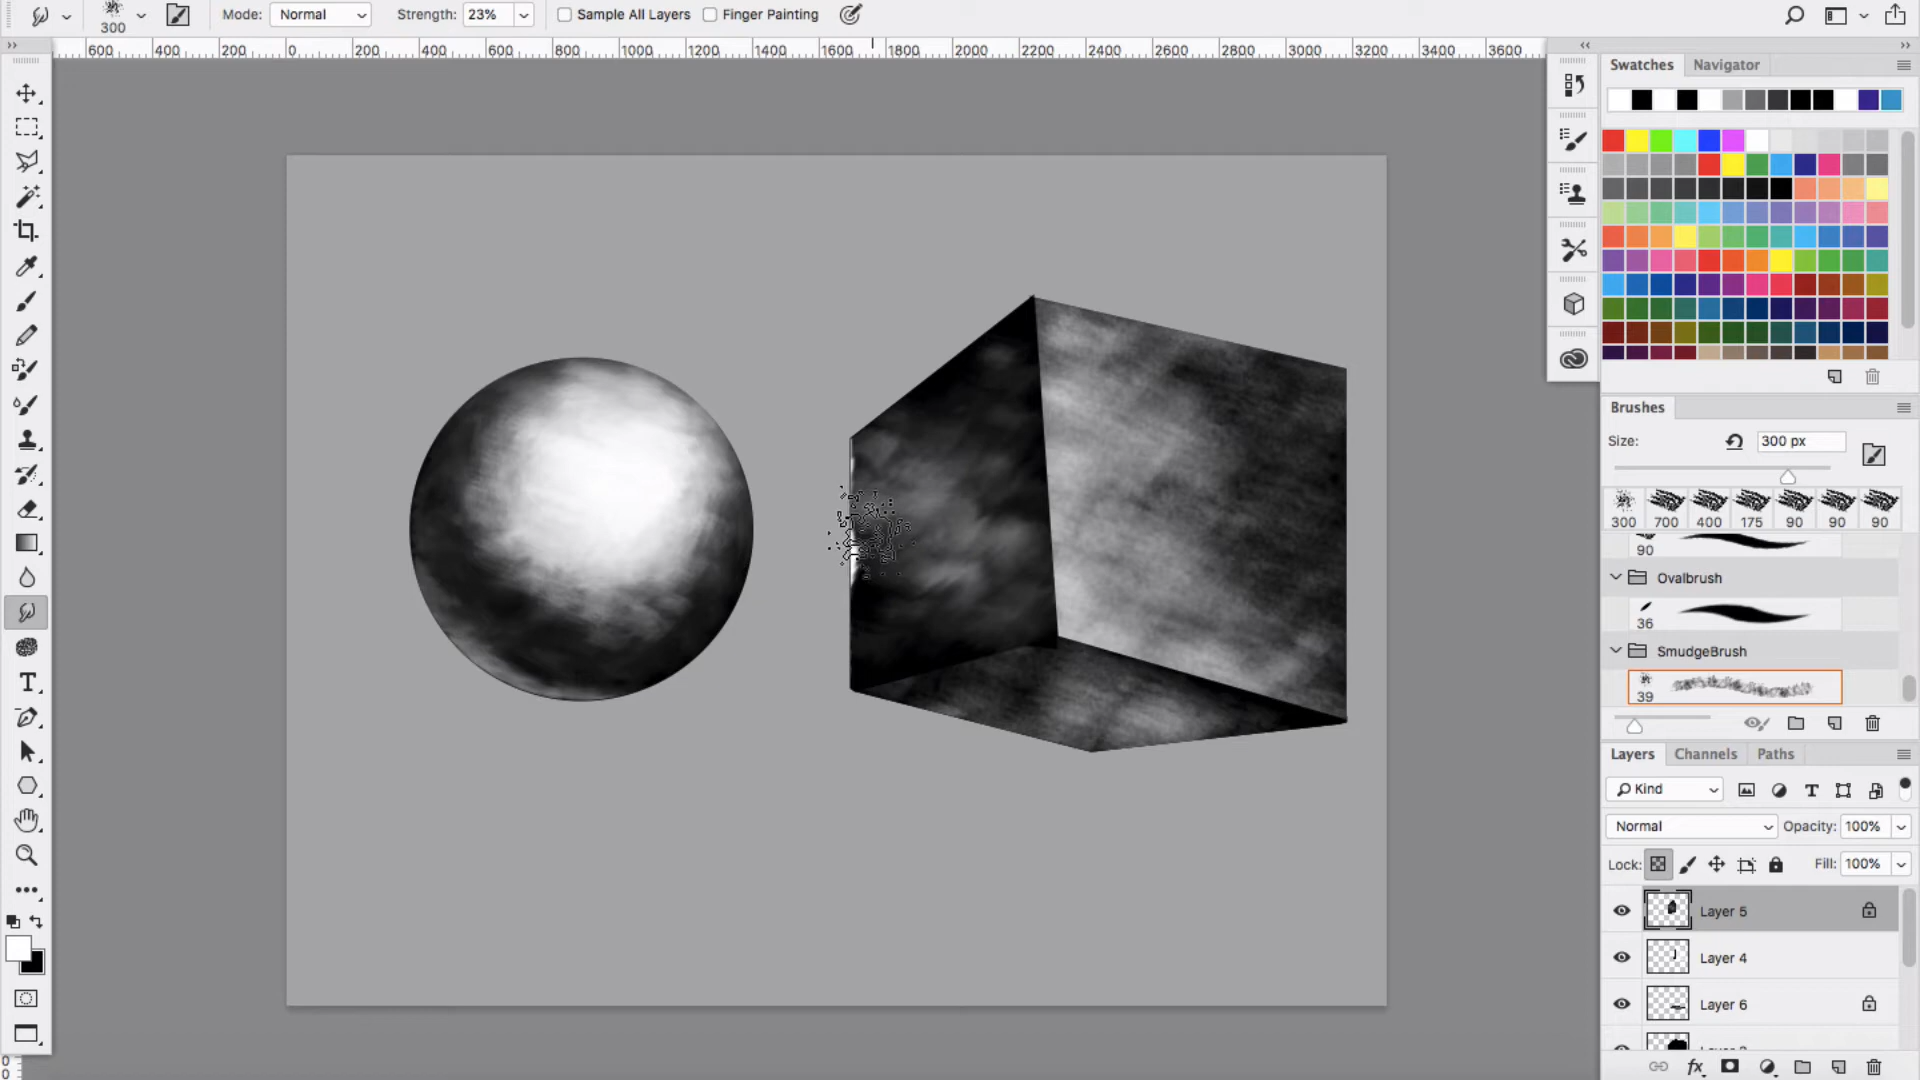 300
Mode: Normal
Strength: 23%
Sample All Layers
Finger Painting
600 400 200 0 200 400 600 800 1000 1200 1400 1600 1800 2000 2200 2400 2600 2800 3000 3200 3400 3600
Swatches Navigator
Brushes
Size: 300 px
300 700 400 175 90 90 90
90
Ovalbrush
36
SmudgeBrush
39
Layers Channels Paths
Kind
Normal Opacity: 100%
Lock: Fill: 100%
Layer 5
Layer 4
Layer 6
T
fx
0
0